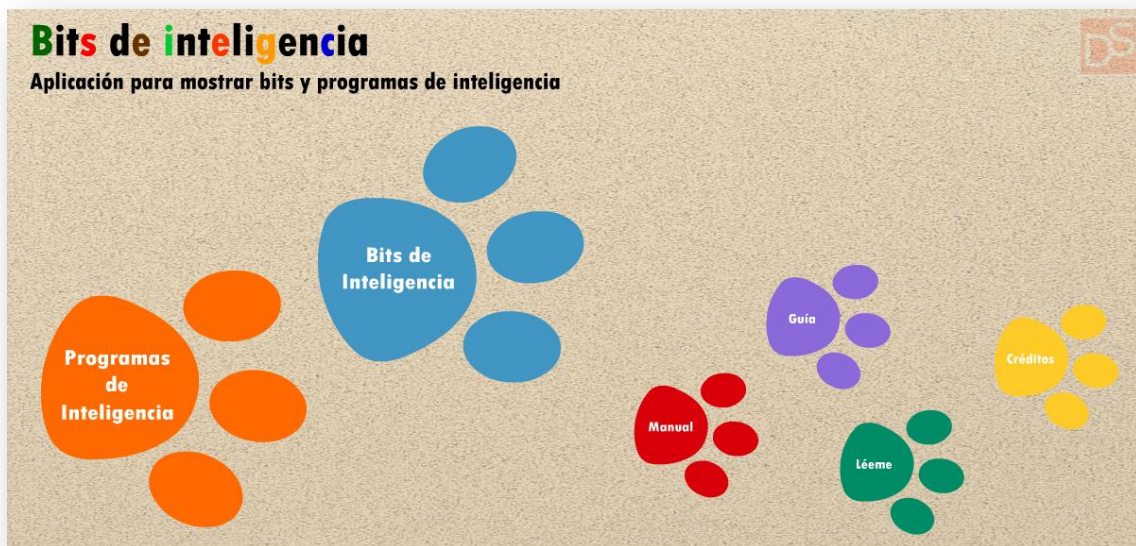 Bits de inteligencia
Aplicación para mostrar bits y programas de inteligencia
DS
Bits de
Inteligencia
Programas
de
Inteligencia
Guía
Créditos
Manual
Léeme